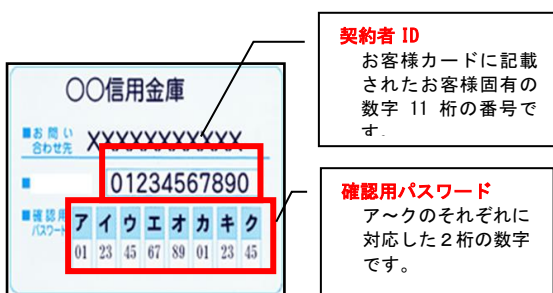 〇〇信用金庫
■お問い
合わせ先 XXXXXXXXXXX
■ 01234567890
■確認用
パスワード
ア イ ウ エ オ カ キ ク
01 23 45 67 89 01 23 45
契約者 ID
お客様カードに記載
されたお客様固有の
数字 11 桁の番号で
す。
確認用パスワード
ア～クのそれぞれに
対応した２桁の数字
です。